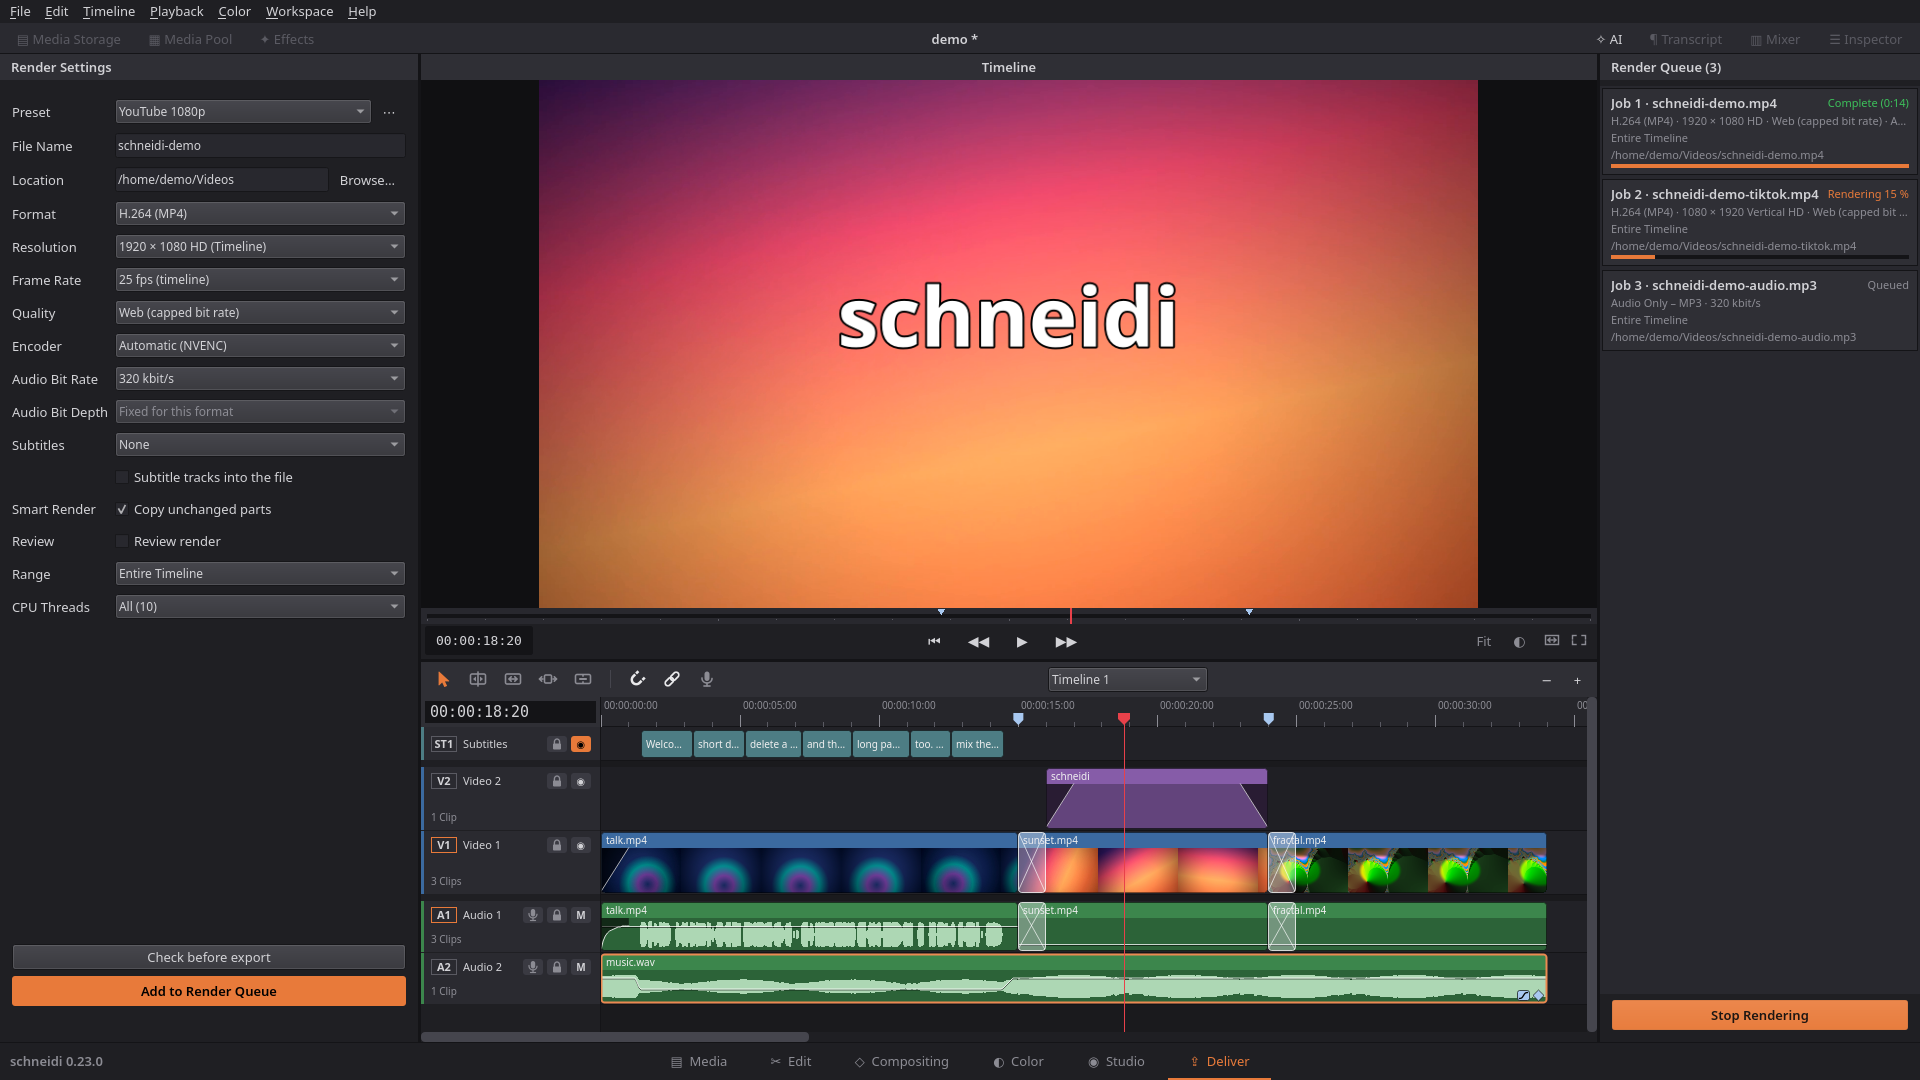 File Edit Timeline Playback Color Workspace Help
Media Storage Media Pool Effects demo * AI Transcript Mixer Inspector
Render Settings
Preset YouTube 1080p ...
File Name schneidi-demo
Location /home/demo/Videos Browse...
Format H.264 (MP4)
Resolution 1920 × 1080 HD (Timeline)
Frame Rate 25 fps (timeline)
Quality Web (capped bit rate)
Encoder Automatic (NVENC)
Audio Bit Rate 320 kbit/s
Audio Bit Depth Fixed for this format
Subtitles None
Subtitle tracks into the file
Smart Render Copy unchanged parts
Review Review render
Range Entire Timeline
CPU Threads All (10)
Check before export
Add to Render Queue
Timeline
schneidi
00:00:18:20 Fit
Timeline 1 − +
00:00:18:20
00:00:00:00 00:00:05:00 00:00:10:00 00:00:15:00 00:00:20:00 00:00:25:00 00:00:30:00 00
ST1 Subtitles Welco... short d... delete a ... and th... long pa... too. ... mix the...
V2 Video 2 schneidi
1 Clip
V1 Video 1 talk.mp4 sunset.mp4 fractal.mp4
3 Clips
A1 Audio 1 M talk.mp4 sunset.mp4 fractal.mp4
3 Clips
A2 Audio 2 M music.wav
1 Clip
Render Queue (3)
Job 1 · schneidi-demo.mp4 Complete (0:14)
H.264 (MP4) · 1920 × 1080 HD · Web (capped bit rate) · A...
Entire Timeline
/home/demo/Videos/schneidi-demo.mp4
Job 2 · schneidi-demo-tiktok.mp4 Rendering 15 %
H.264 (MP4) · 1080 × 1920 Vertical HD · Web (capped bit ...
Entire Timeline
/home/demo/Videos/schneidi-demo-tiktok.mp4
Job 3 · schneidi-demo-audio.mp3 Queued
Audio Only – MP3 · 320 kbit/s
Entire Timeline
/home/demo/Videos/schneidi-demo-audio.mp3
Stop Rendering
schneidi 0.23.0 Media Edit Compositing Color Studio Deliver